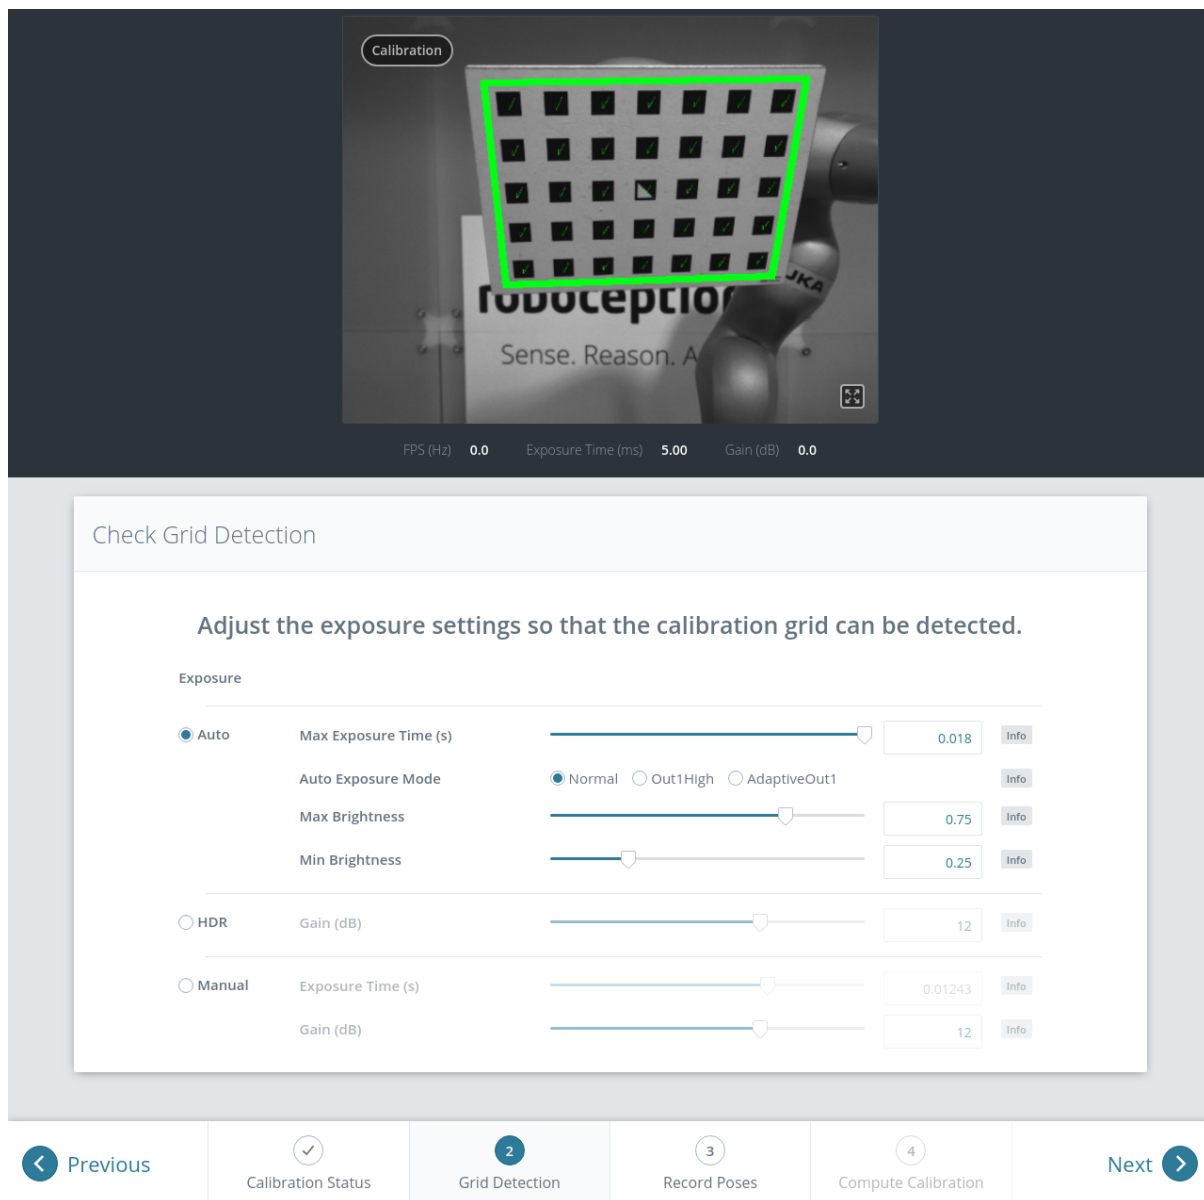 Calibration
JKA
roboception
Sense. Reason. A
FPS (Hz) 0.0 Exposure Time (ms) 5.00 Gain (dB) 0.0
Check Grid Detection
Adjust the exposure settings so that the calibration grid can be detected.
Exposure
Auto Max Exposure Time (s) 0.018 Info
Auto Exposure Mode Normal Out1High AdaptiveOut1 Info
Max Brightness 0.75 Info
Min Brightness 0.25 Info
HDR Gain (dB) 12 Info
Manual Exposure Time (s) 0.01243 Info
Gain (dB) 12 Info
Previous
Calibration Status
2
Grid Detection
3
Record Poses
4
Compute Calibration
Next